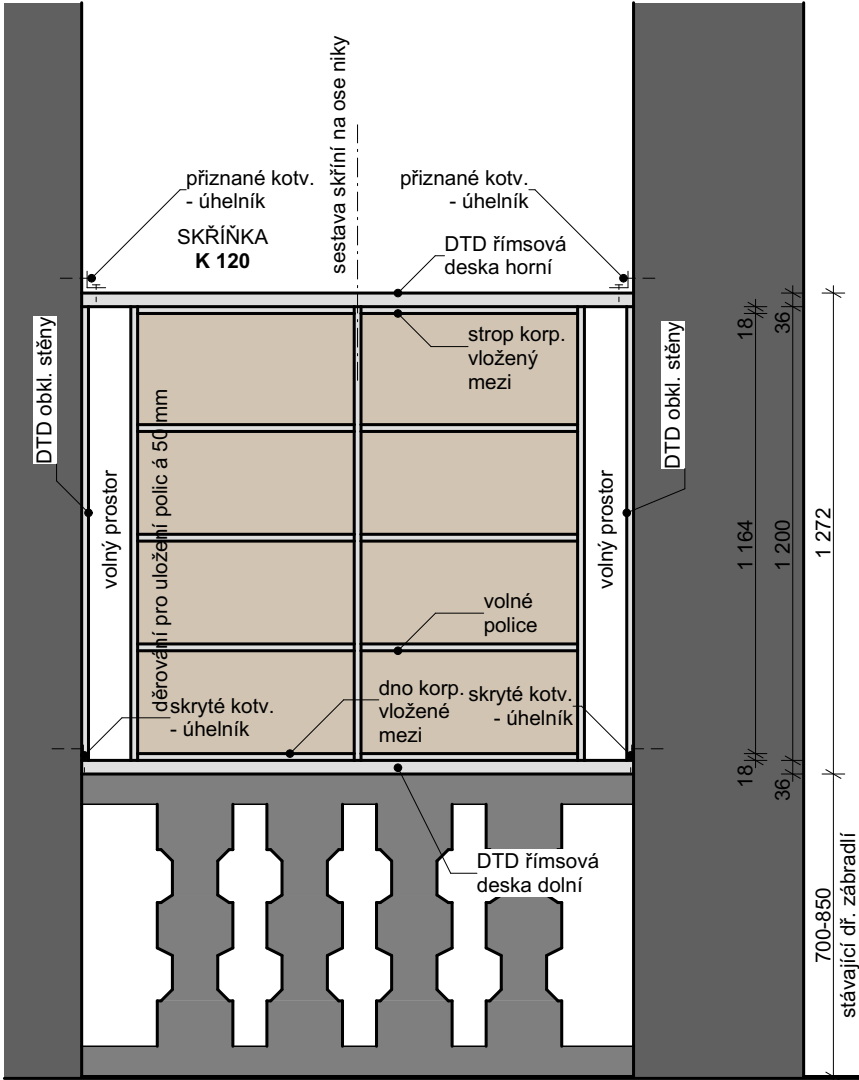 sestava skříní na ose niky
přiznané kotv.
- úhelník
přiznané kotv.
- úhelník
SKŘÍŇKA
K 120
DTD římsová
deska horní
DTD obkl. stěny
strop korp.
vložený
mezi
DTD obkl. stěny
volný prostor
děrování pro uložení polic á 50 mm
volný prostor
volné
police
skryté kotv.
- úhelník
dno korp.
vložené
mezi
skryté kotv.
- úhelník
DTD římsová
deska dolní
18
36
1 164
1 200
1 272
18
36
700-850
stávající dř. zábradlí